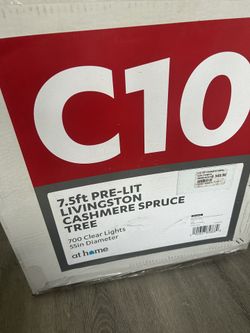 C10
7.5ft PRE-LIT
LIVINGSTON
CASHMERE SPRUCE
TREE
700 Clear Lights
55in Diameter
at home